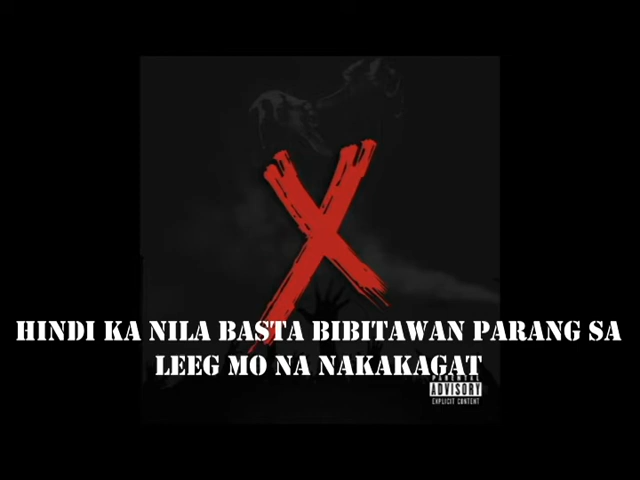 X
HINDI KA NILA BASTA BIBITAWAN PARANG SA
LEEG MO NA NAKAKAGAT
PARENTAL
ADVISORY
EXPLICIT CONTENT